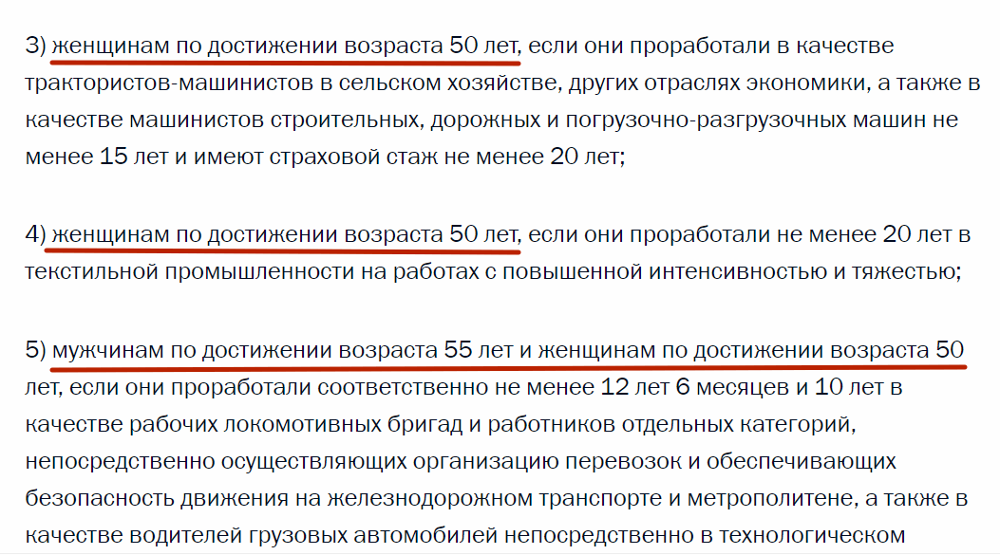 3) женщинам по достижении возраста 50 лет, если они проработали в качестве
трактористов-машинистов в сельском хозяйстве, других отраслях экономики, а также в
качестве машинистов строительных, дорожных и погрузочно-разгрузочных машин не
менее 15 лет и имеют страховой стаж не менее 20 лет;
4) женщинам по достижении возраста 50 лет, если они проработали не менее 20 лет в
текстильной промышленности на работах с повышенной интенсивностью и тяжестью;
5) мужчинам по достижении возраста 55 лет и женщинам по достижении возраста 50
лет, если они проработали соответственно не менее 12 лет 6 месяцев и 10 лет в
качестве рабочих локомотивных бригад и работников отдельных категорий,
непосредственно осуществляющих организацию перевозок и обеспечивающих
безопасность движения на железнодорожном транспорте и метрополитене, а также в
качестве водителей грузовых автомобилей непосредственно в технологическом